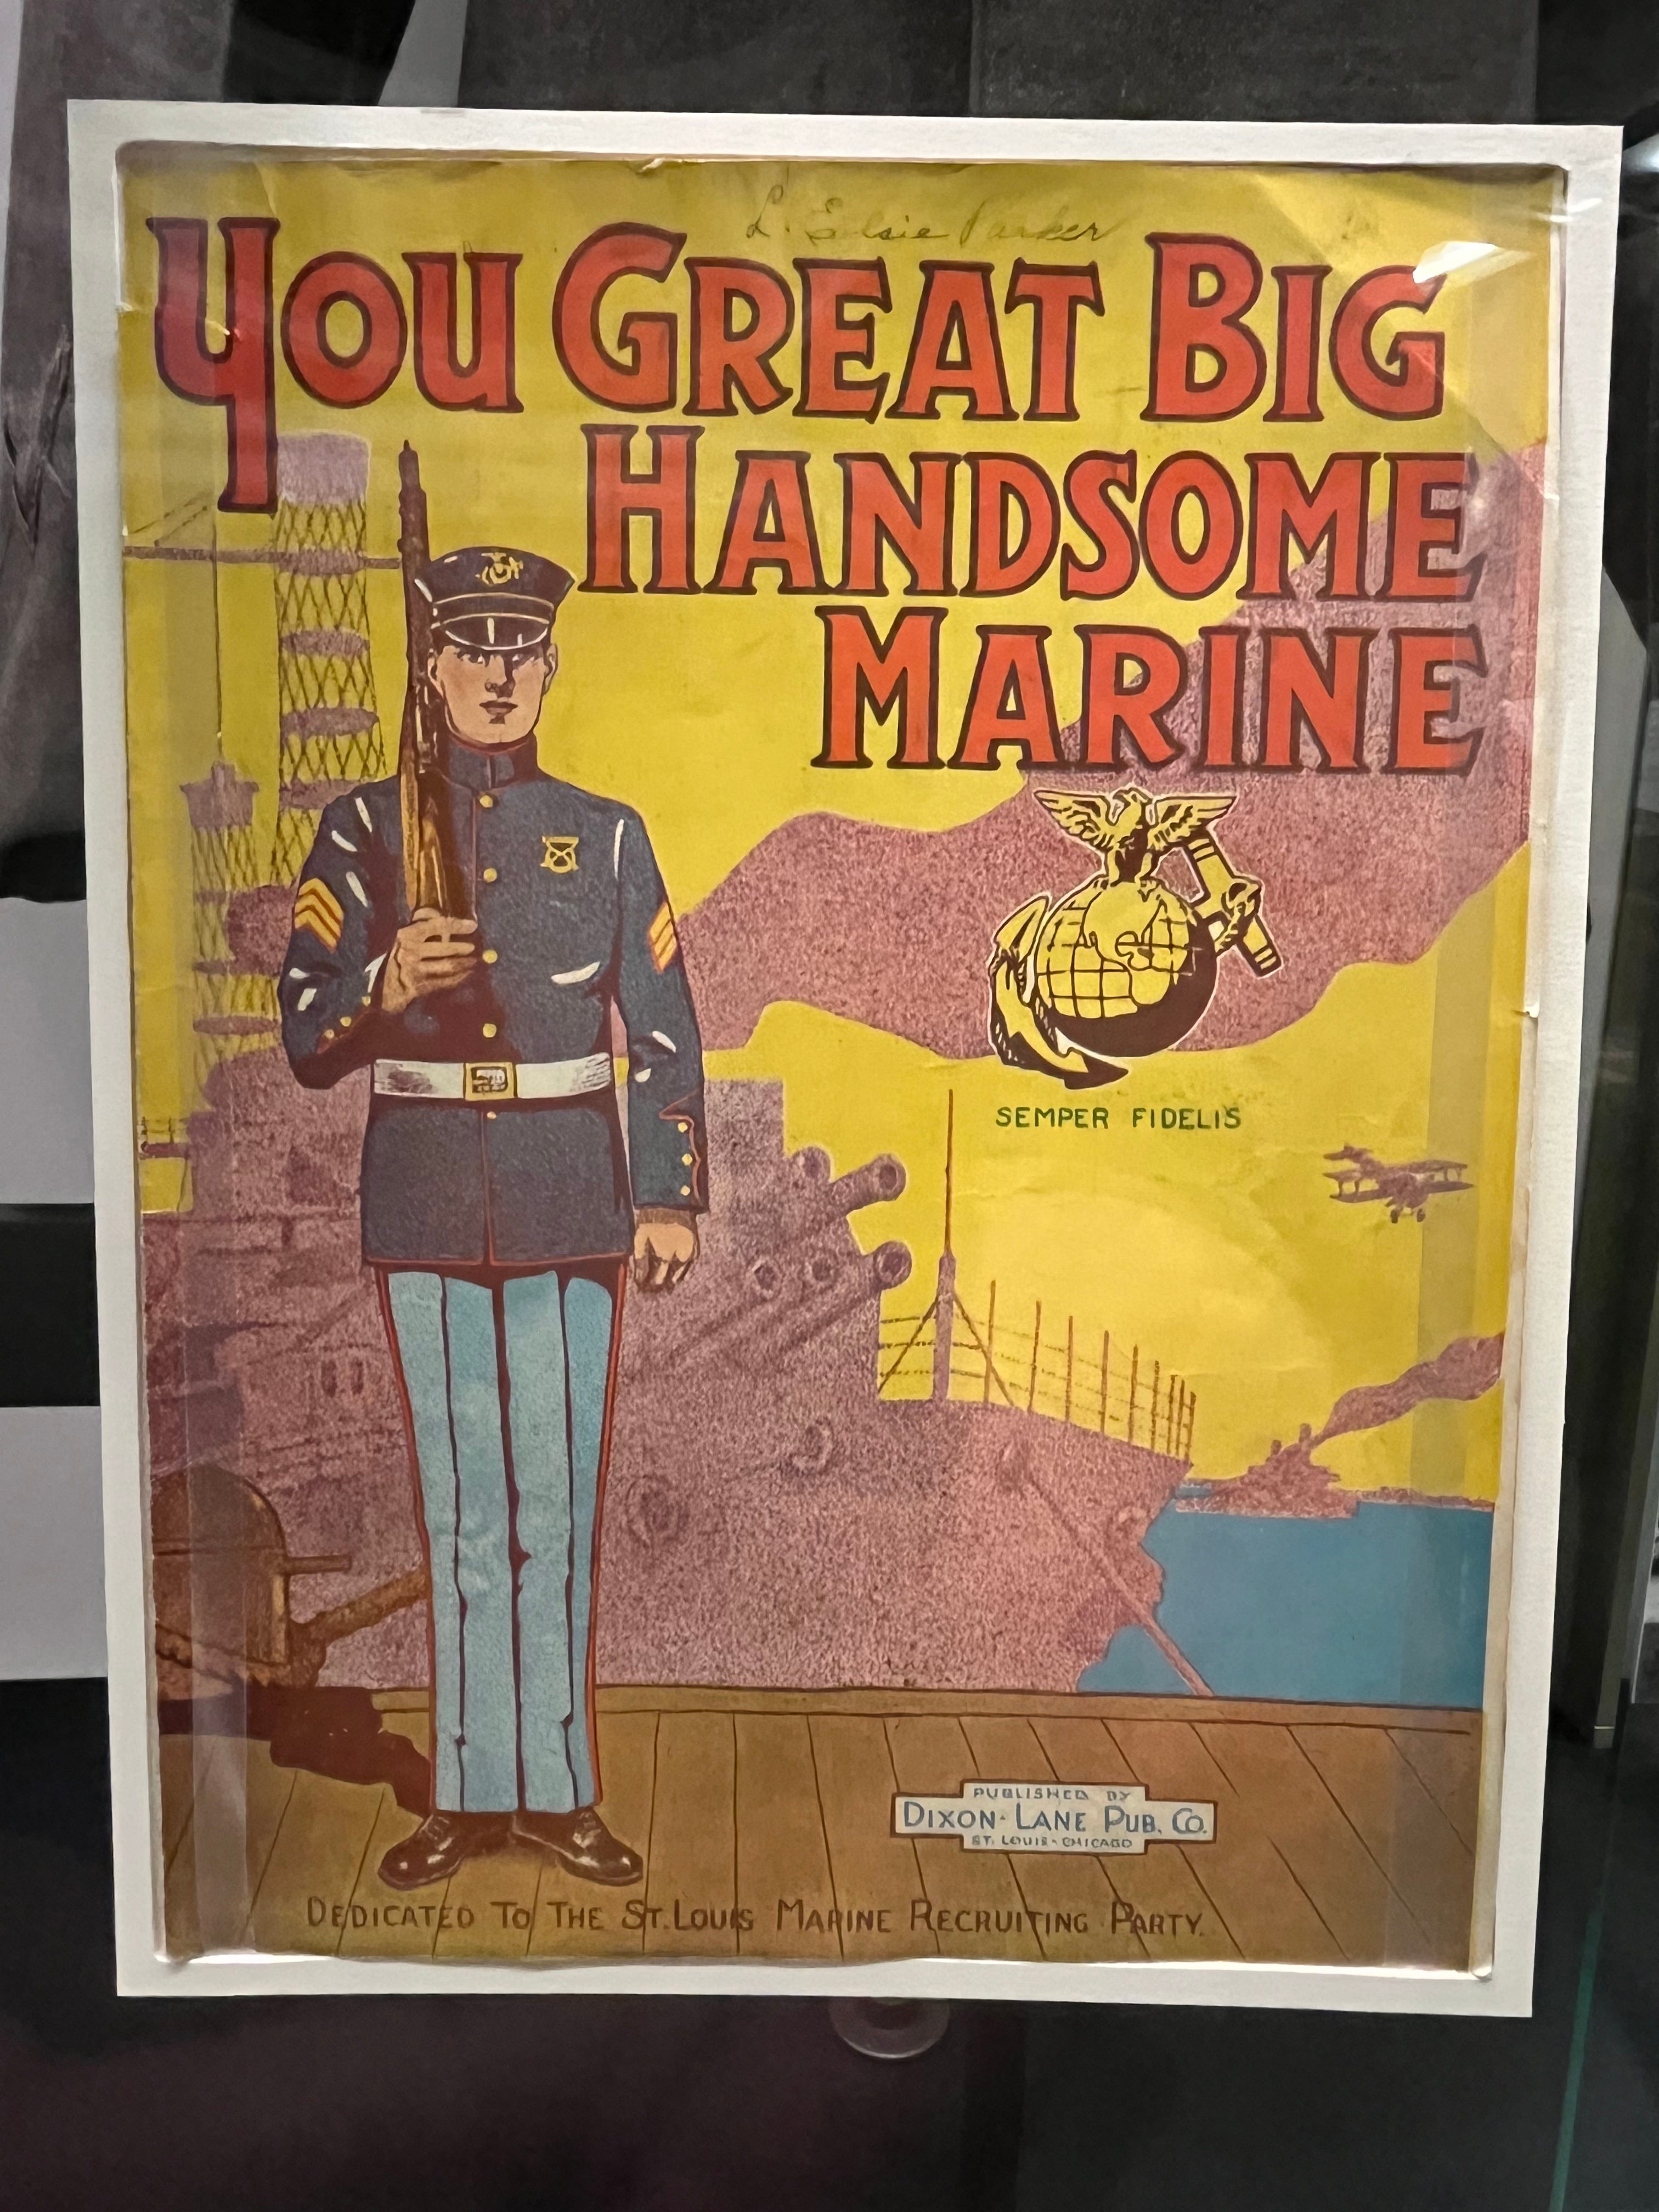 L. Elsie Parker
YOU GREAT BIG
HANDSOME
MARINE
SEMPER FIDELIS
PUBLISHED BY
DIXON-LANE PUB. CO.
ST. LOUIS - CHICAGO
DEDICATED TO THE ST. LOUIS MARINE RECRUITING PARTY.